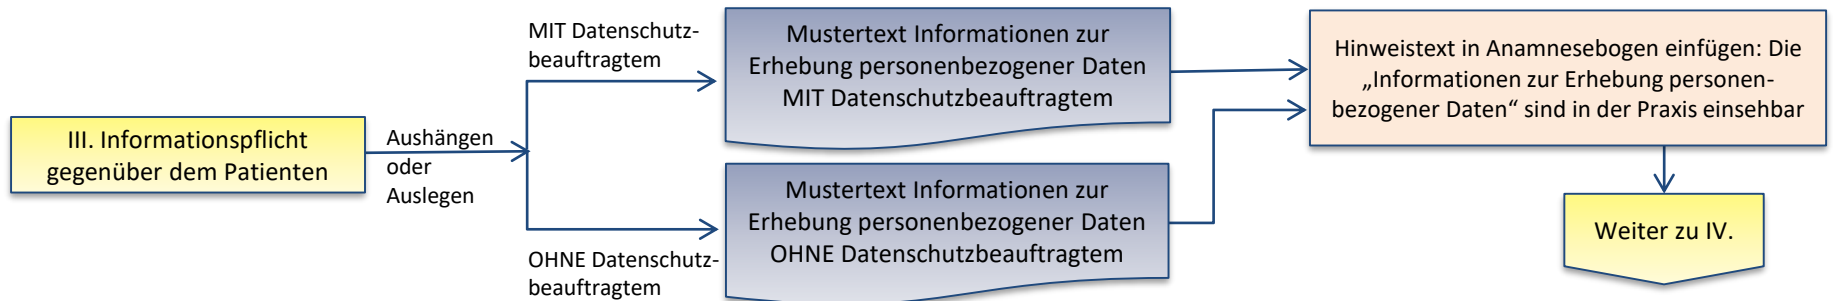 III. Informationspflicht
gegenüber dem Patienten
Aushängen
oder
Auslegen
MIT Datenschutz-
beauftragtem
Mustertext Informationen zur
Erhebung personenbezogener Daten
MIT Datenschutzbeauftragtem
OHNE Datenschutz-
beauftragtem
Mustertext Informationen zur
Erhebung personenbezogener Daten
OHNE Datenschutzbeauftragtem
Hinweistext in Anamnesebogen einfügen: Die
„Informationen zur Erhebung personen-
bezogener Daten“ sind in der Praxis einsehbar
Weiter zu IV.